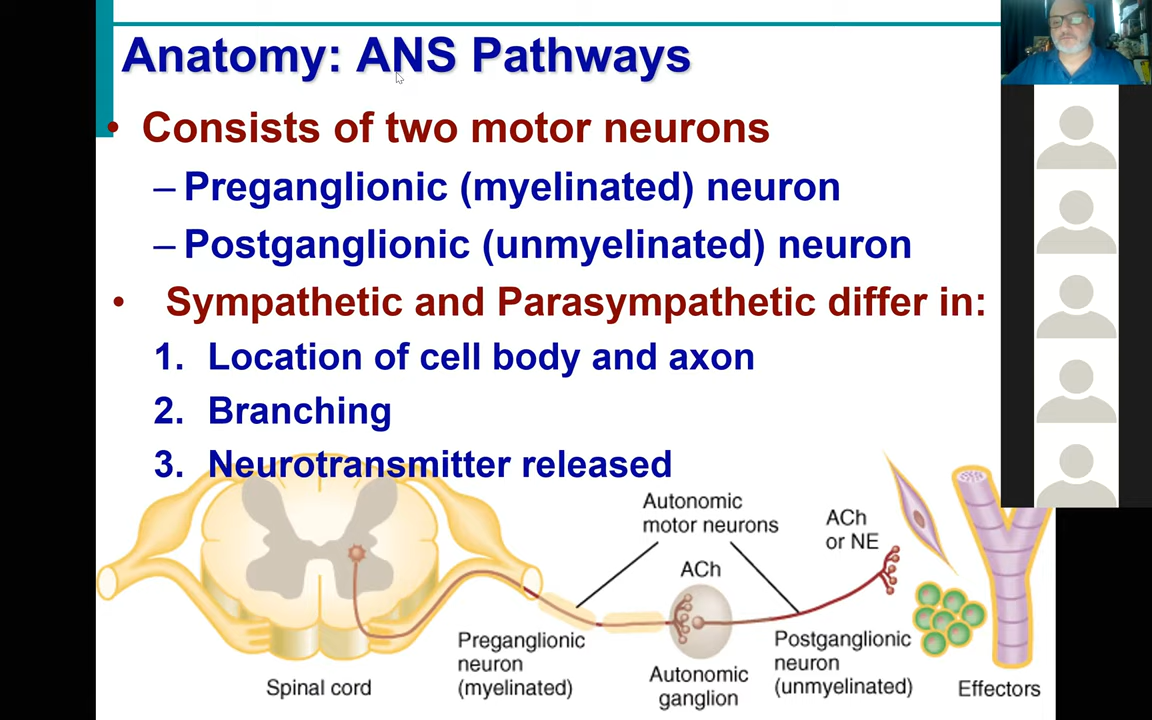 Anatomy: ANS Pathways
• Consists of two motor neurons
– Preganglionic (myelinated) neuron
– Postganglionic (unmyelinated) neuron
• Sympathetic and Parasympathetic differ in:
1. Location of cell body and axon
2. Branching
3. Neurotransmitter released
Autonomic
motor neurons
ACh
or NE
ACh
Preganglionic
neuron
(myelinated)
Postganglionic
neuron
(unmyelinated)
Autonomic
ganglion
Spinal cord
Effectors